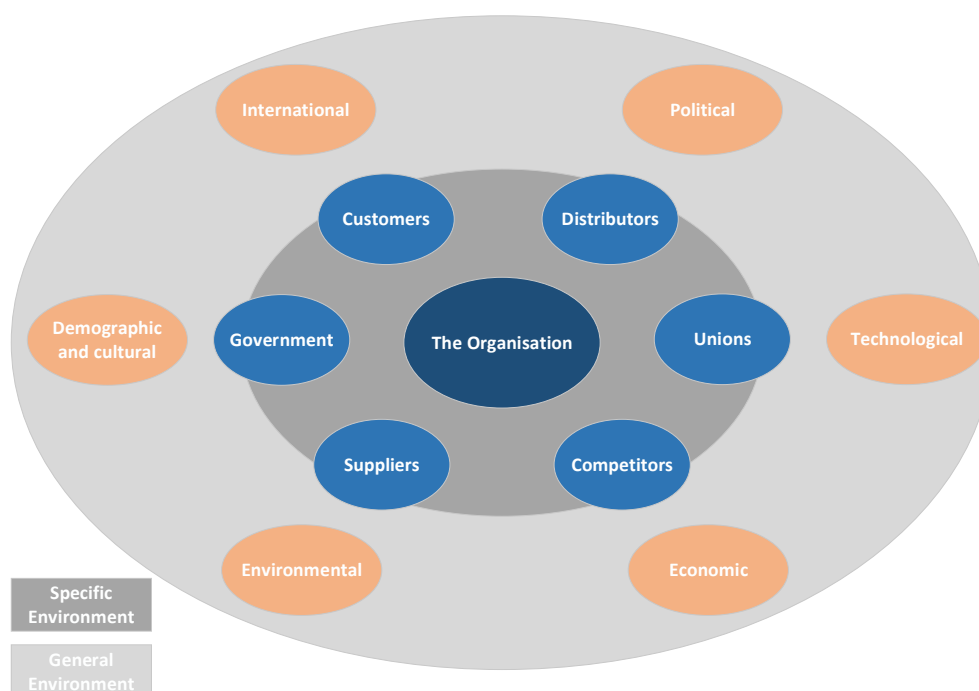 International
Political
Customers
Distributors
Demographic
and cultural
Government
The Organisation
Unions
Technological
Suppliers
Competitors
Environmental
Economic
Specific
Environment
General
Environment